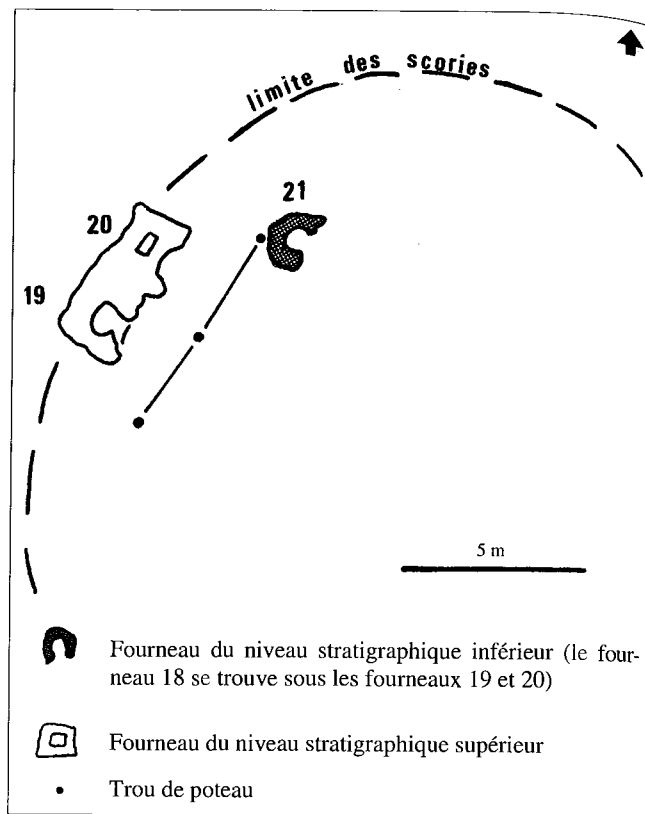 limite des scories
21
20
19
5 m
Fourneau du niveau stratigraphique inférieur (le four-
neau 18 se trouve sous les fourneaux 19 et 20)
Fourneau du niveau stratigraphique supérieur
Trou de poteau